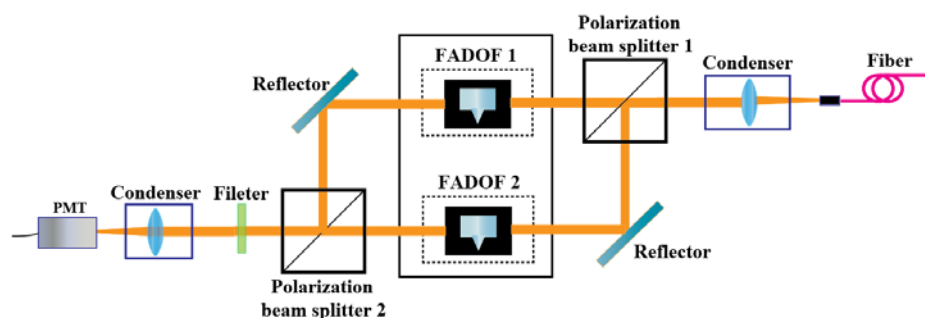 Polarization
beam splitter 1
FADOF 1
Condenser
Fiber
Reflector
FADOF 2
Condenser
Fileter
PMT
Reflector
Polarization
beam splitter 2